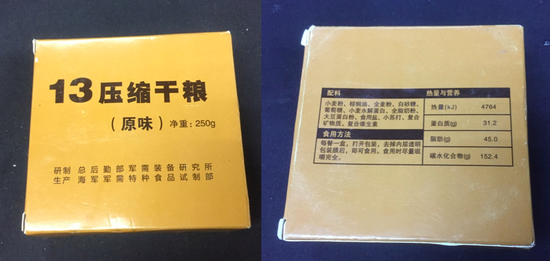 13压缩干粮
（原味）净重：250g
研制 总后勤部军需装备研究所
生产 海军军需特种食品试制部
配料
小麦粉、棕榈油、全麦粉、白砂糖、
葡萄糖、小麦水解蛋白、全脂奶粉、
大豆蛋白粉、食用盐、小苏打、复合
矿物质、复合维生素
食用方法
每餐一盒，打开包装，去掉内层透明
包装膜后，即可食用，食用时尽量咀
嚼完全。
热量与营养
热量(kJ) 4764
蛋白质(g) 31.2
脂肪(g) 45.0
碳水化合物(g) 152.4